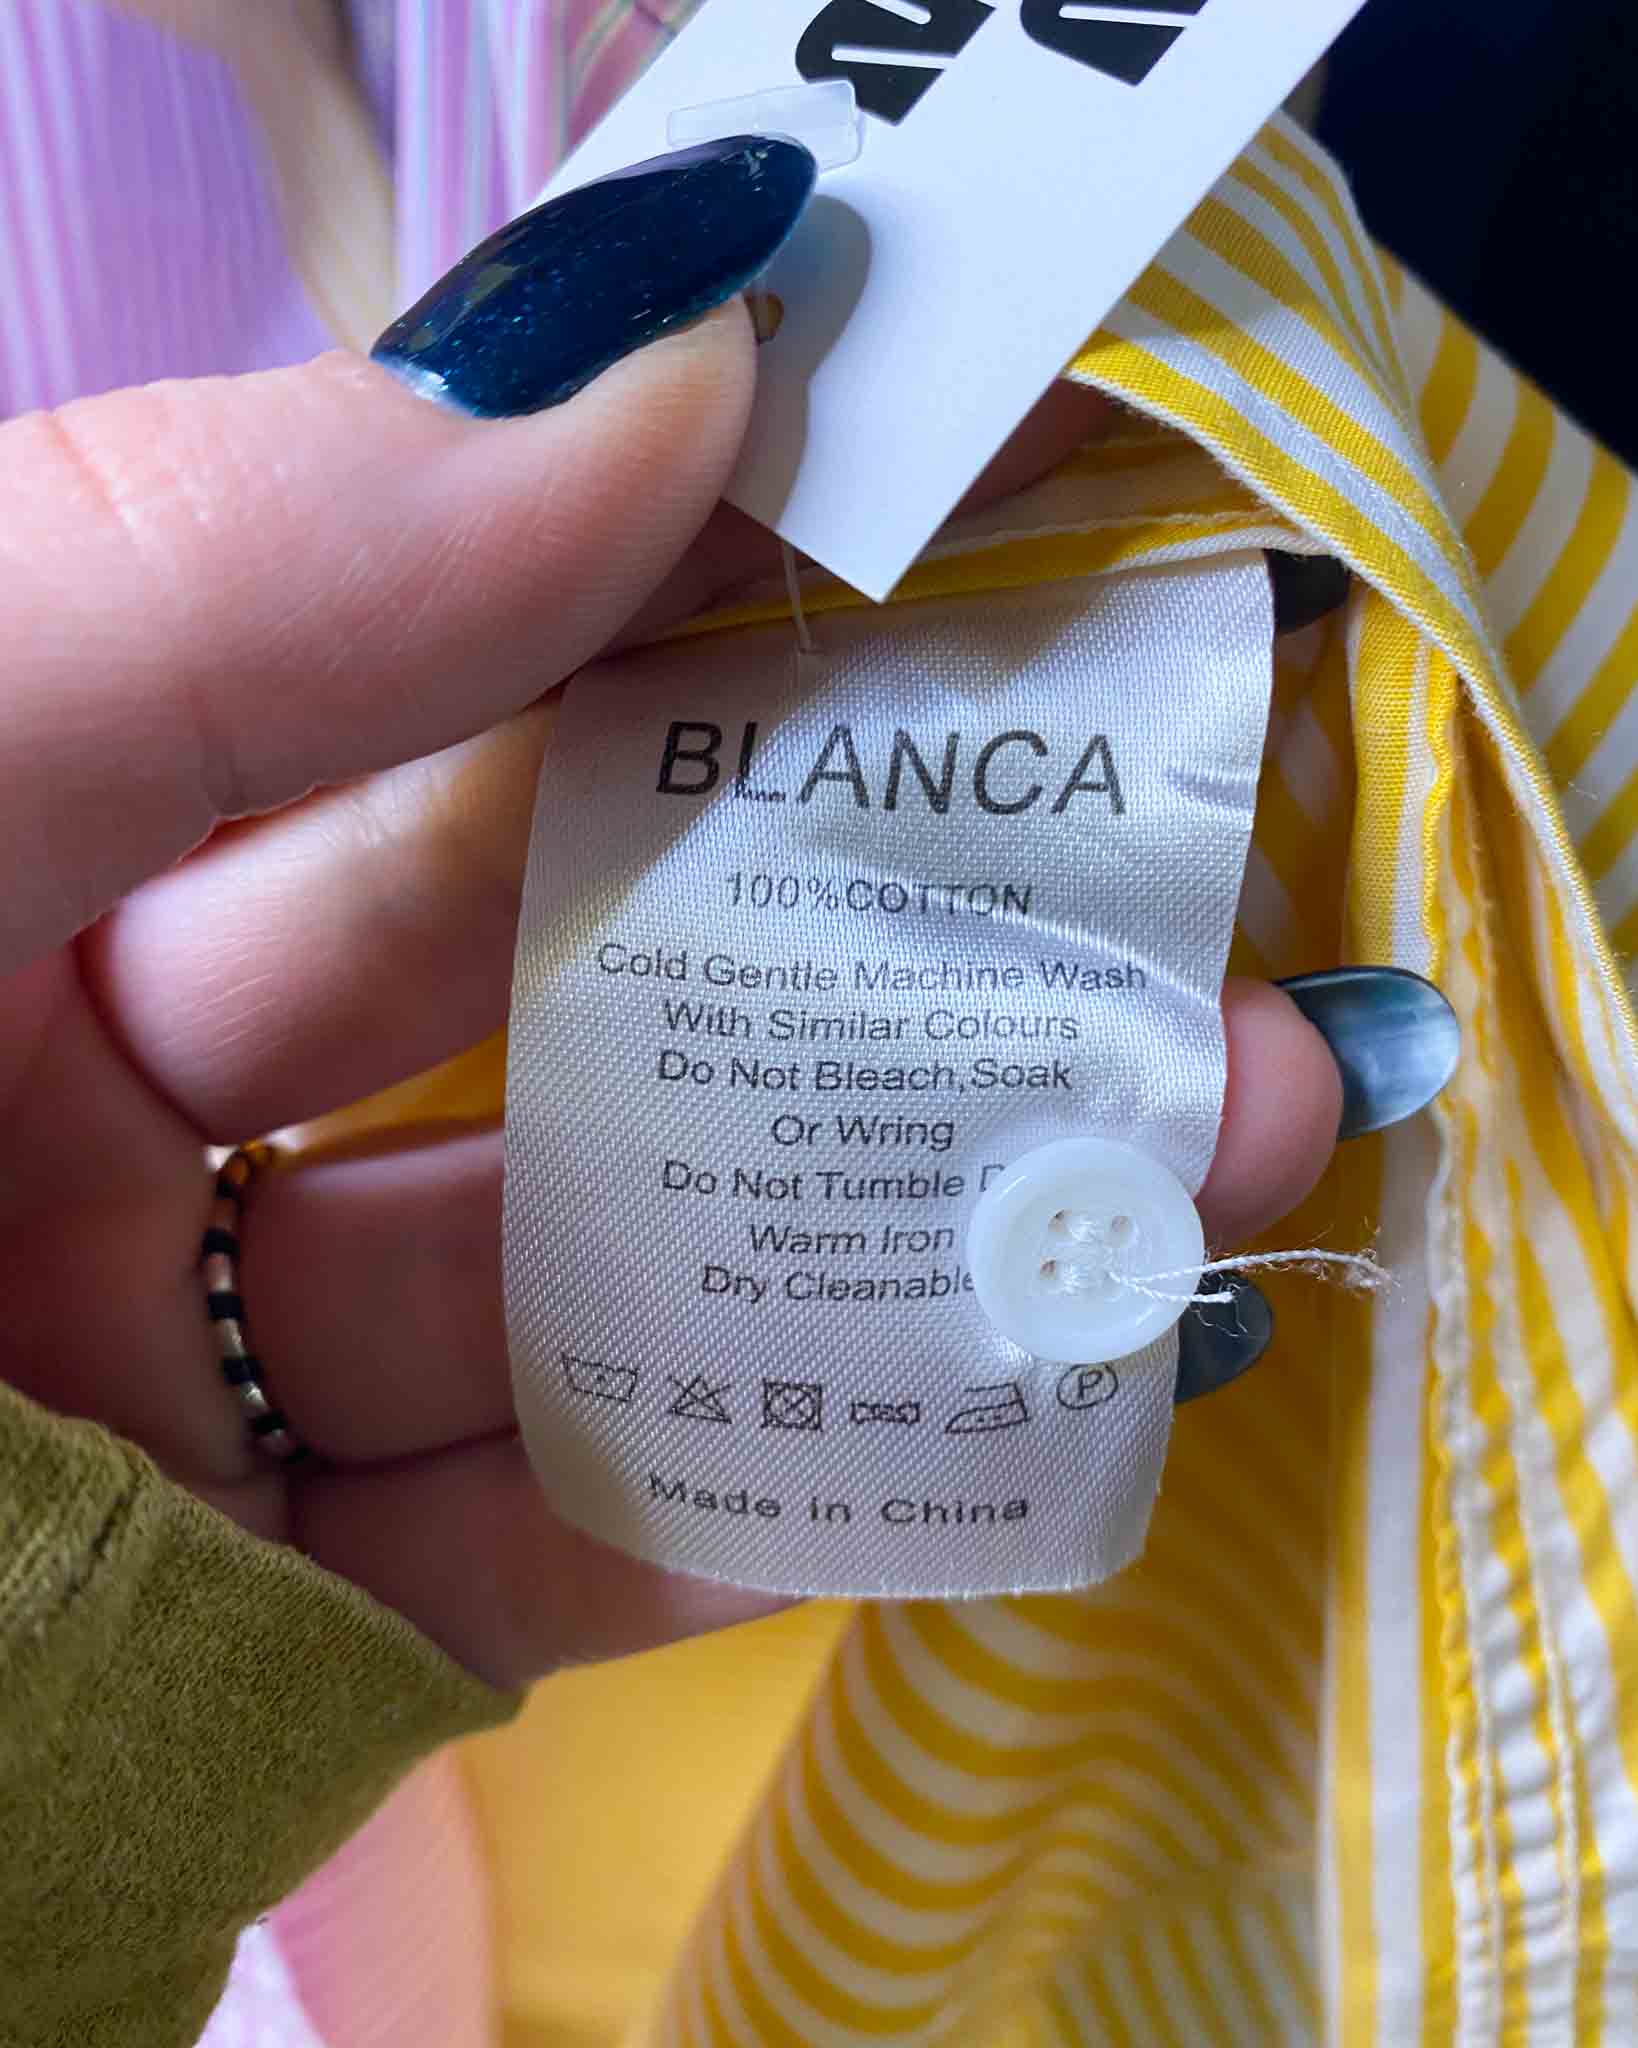 BLANCA
100%COTTON
Cold Gentle Machine Wash
With Similar Colours
Do Not Bleach,Soak
Or Wring
Do Not Tumble
Warm Iron
Dry Cleanable
P
Made in China